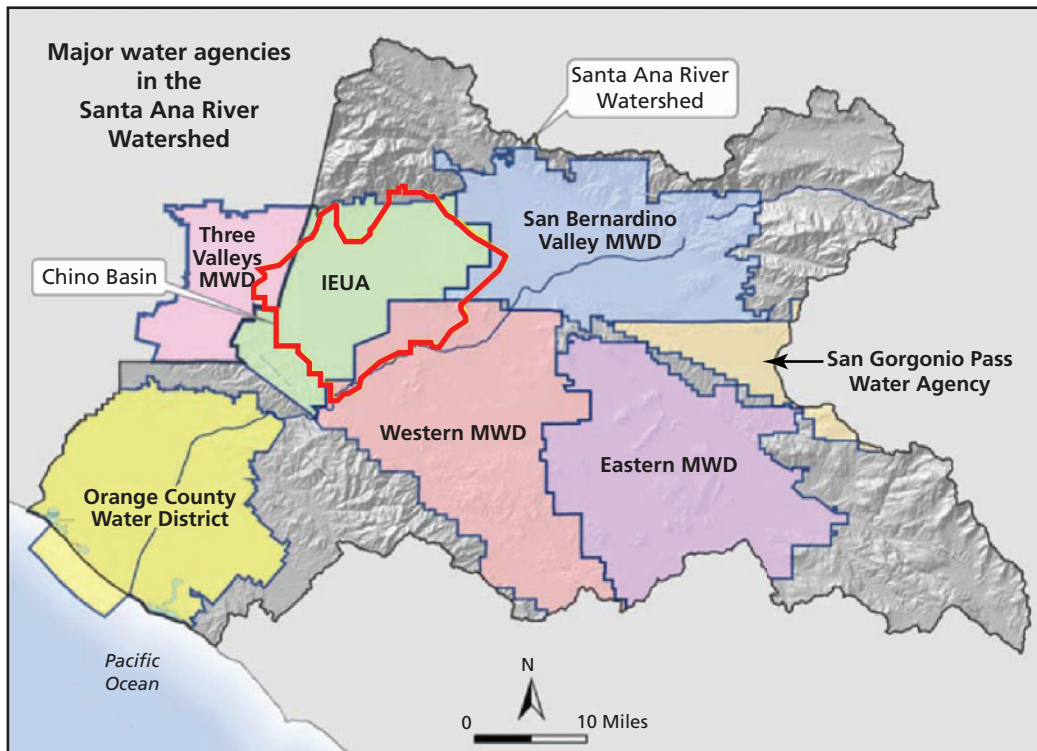 Major water agencies
in the
Santa Ana River
Watershed
Santa Ana River
Watershed
Three
Valleys
MWD
San Bernardino
Valley MWD
Chino Basin
IEUA
San Gorgonio Pass
Water Agency
Western MWD
Eastern MWD
Orange County
Water District
Pacific
Ocean
N
0 10 Miles